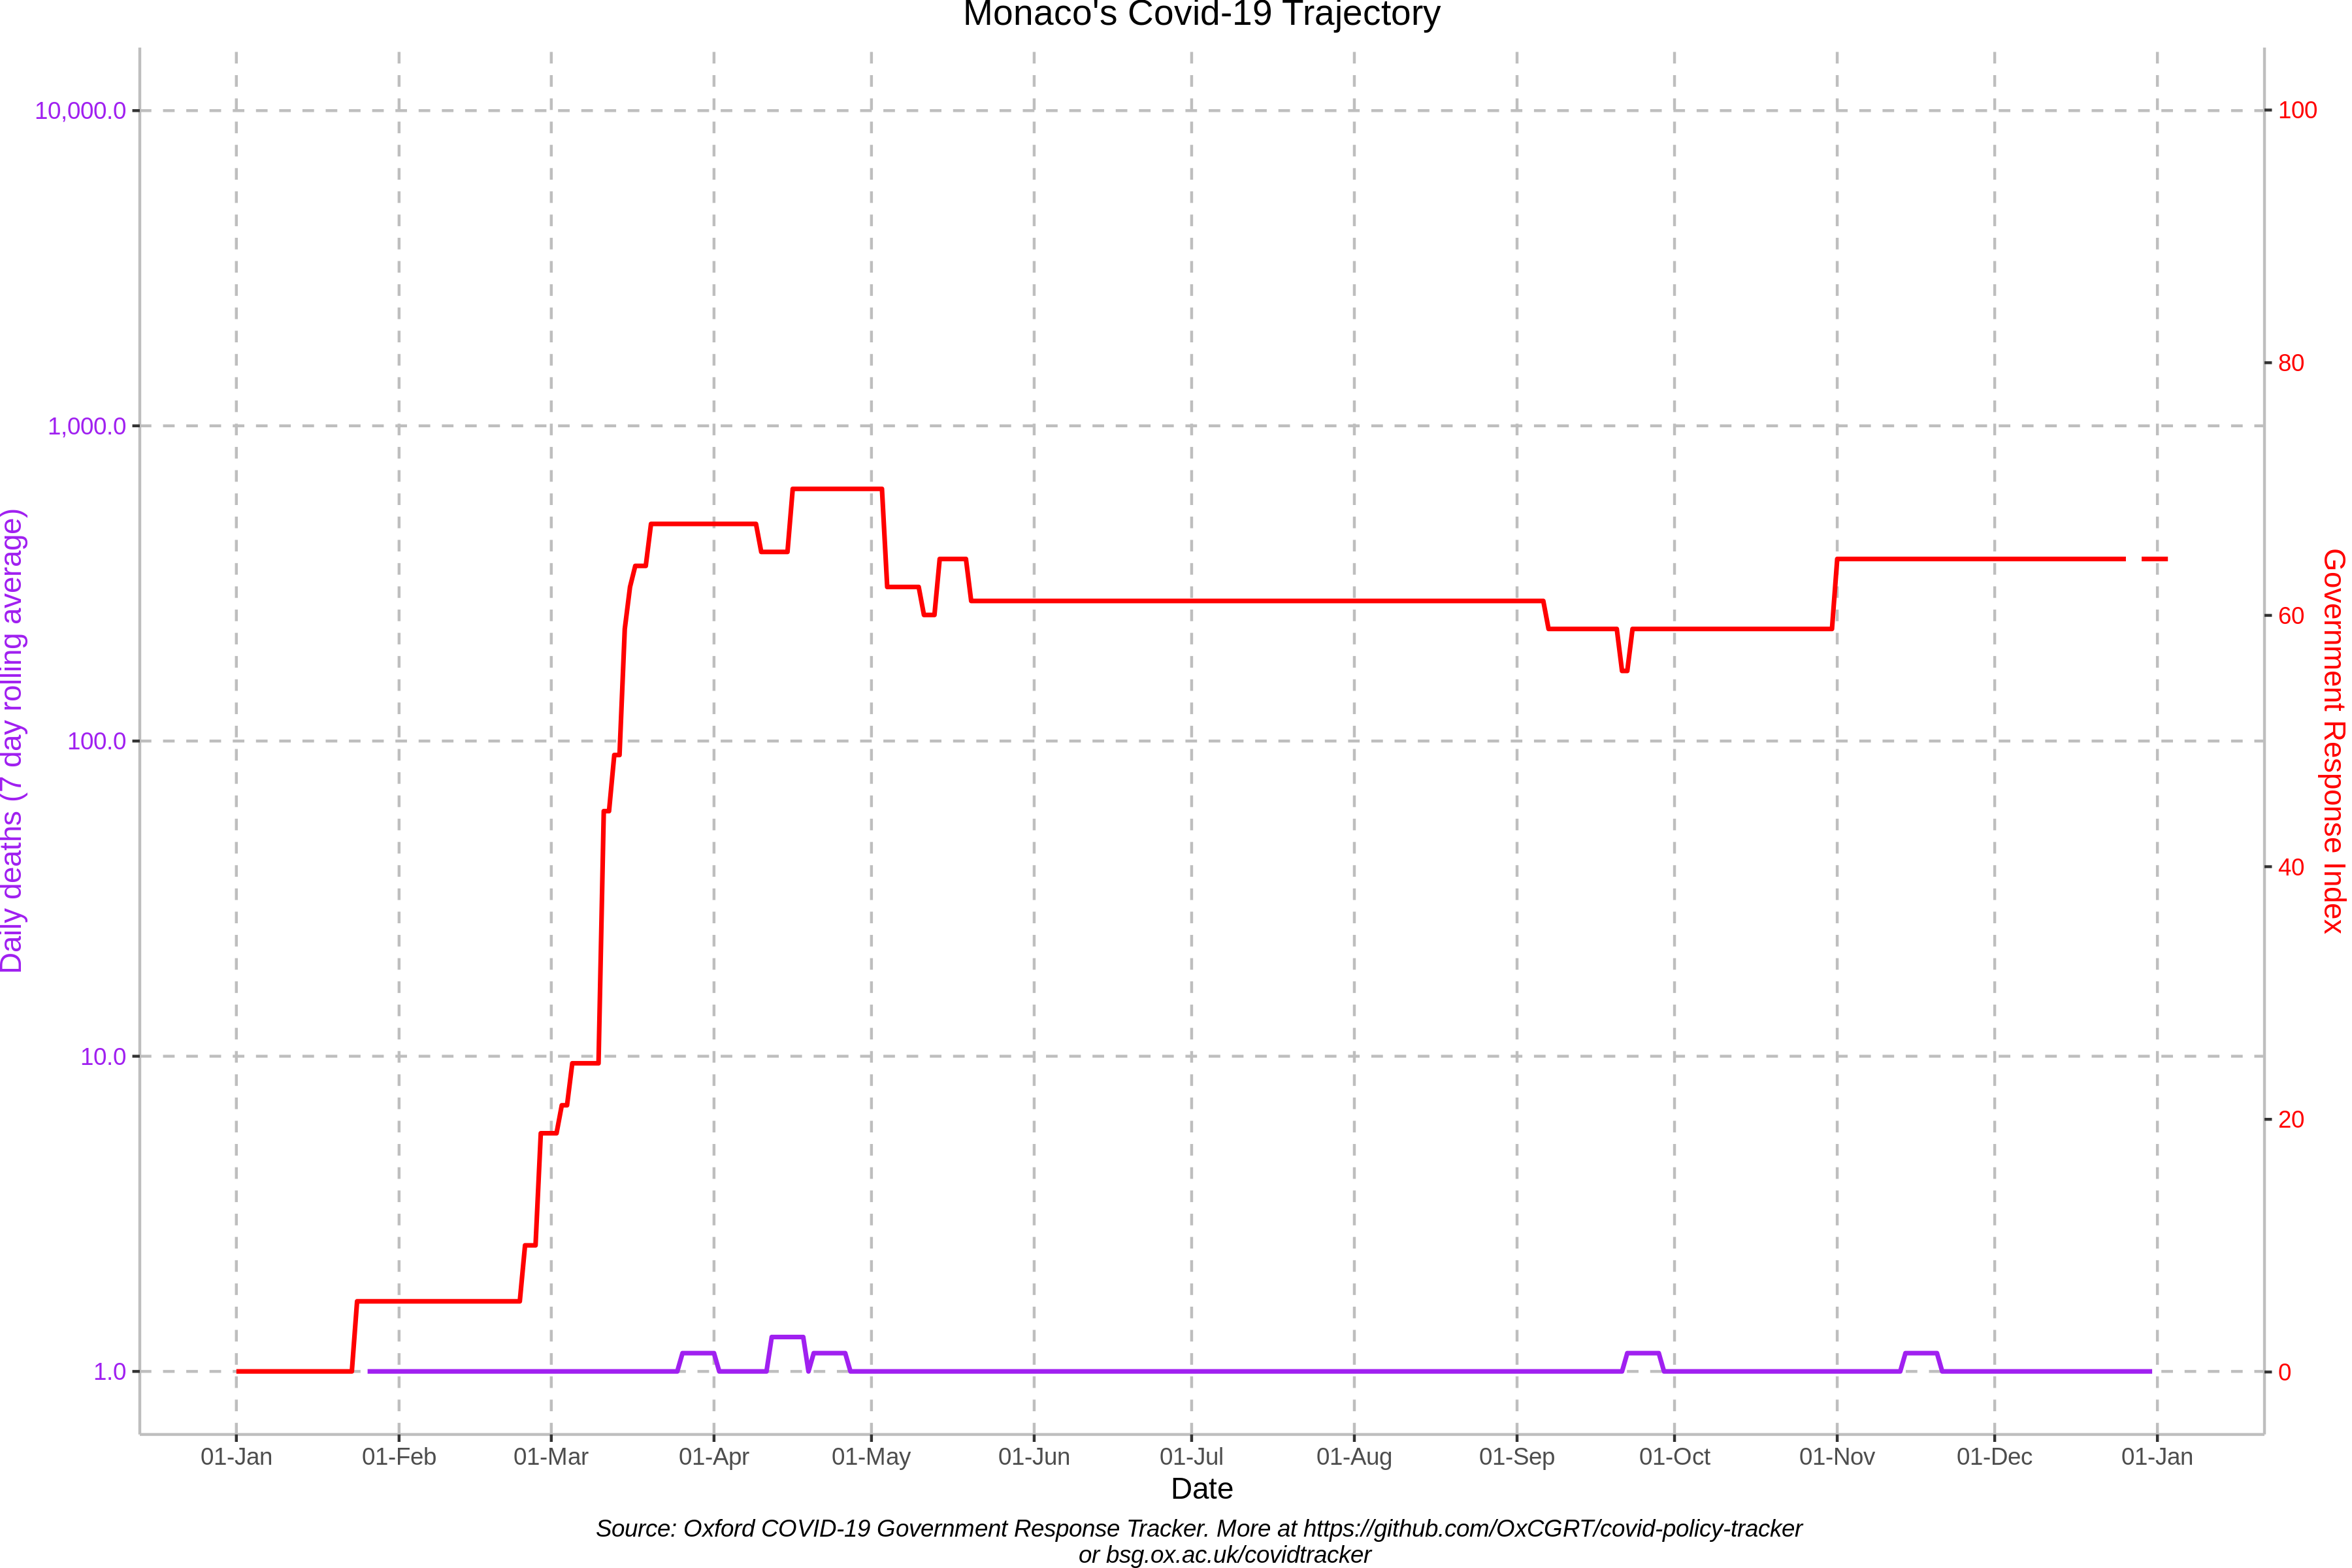 Monaco's Covid-19 Trajectory
10,000.0
1,000.0
100.0
10.0
1.0
Daily deaths (7 day rolling average)
100
80
60
40
20
0
Government Response Index
01-Jan
01-Feb
01-Mar
01-Apr
01-May
01-Jun
01-Jul
01-Aug
01-Sep
01-Oct
01-Nov
01-Dec
01-Jan
Date
Source: Oxford COVID-19 Government Response Tracker. More at https://github.com/OxCGRT/covid-policy-tracker
or bsg.ox.ac.uk/covidtracker